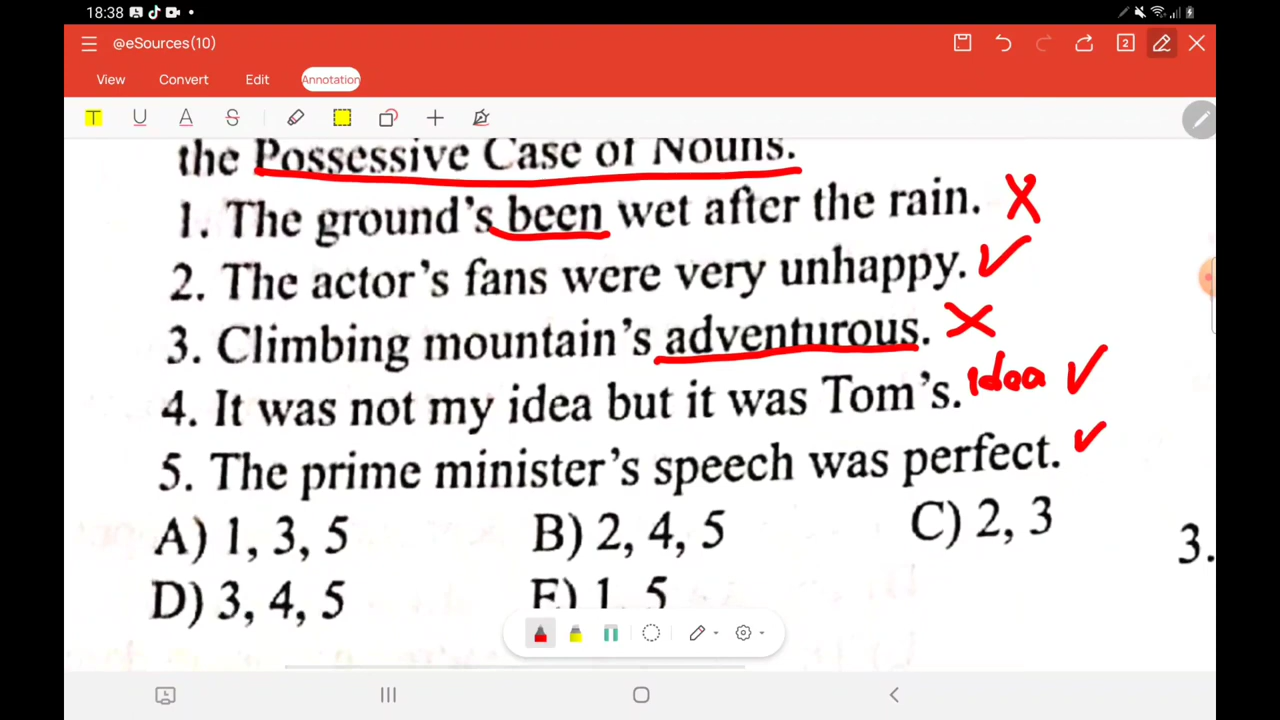 18:38
@eSources(10)
2
View Convert Edit Annotation
T U A S
the Possessive Case of Nouns.
1. The ground's been wet after the rain. X
2. The actor's fans were very unhappy. ✓
3. Climbing mountain's adventurous. X
4. It was not my idea but it was Tom's. idea ✓
5. The prime minister's speech was perfect. ✓
A) 1, 3, 5 B) 2, 4, 5 C) 2, 3
3.
D) 3, 4, 5 E) 1, 5